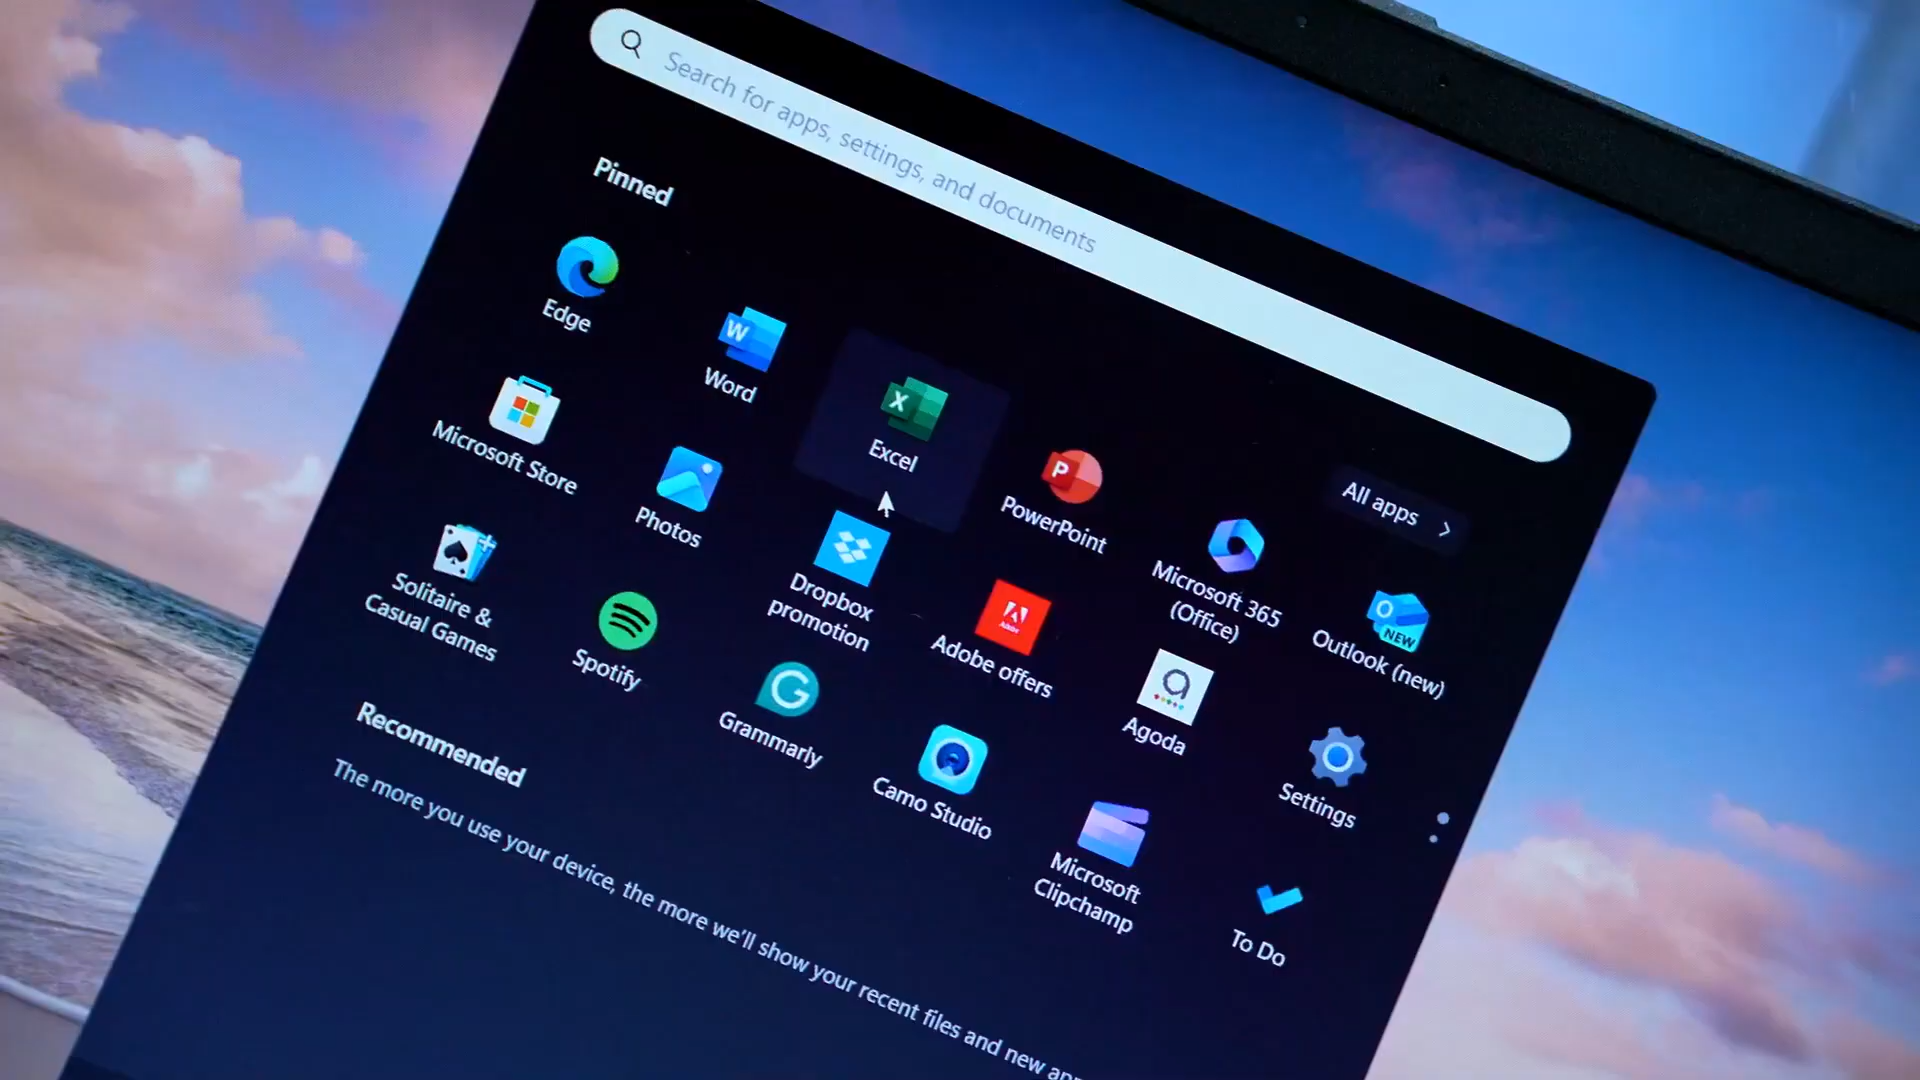 Search for apps, settings, and documents
Pinned
All apps
Edge
Word
Excel
PowerPoint
Microsoft 365
(Office)
NEW
Outlook (new)
Microsoft Store
Photos
Dropbox
promotion
Adobe
Adobe offers
Agoda
Settings
Solitaire &
Casual Games
Spotify
Grammarly
Camo Studio
Microsoft
Clipchamp
To Do
Recommended
The more you use your device, the more we'll show your recent files and new